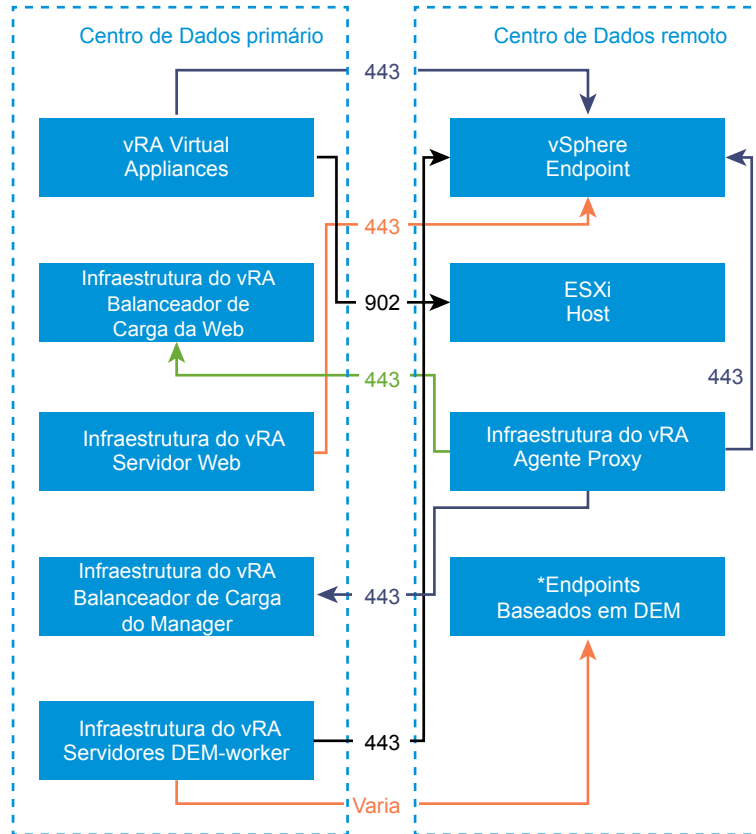 Centro de Dados primário
Centro de Dados remoto
443
vRA Virtual
Appliances
vSphere
Endpoint
443
Infraestrutura do vRA
Balanceador de
Carga da Web
902
ESXi
Host
443
443
Infraestrutura do vRA
Servidor Web
Infraestrutura do vRA
Agente Proxy
Infraestrutura do vRA
Balanceador de Carga
do Manager
443
*Endpoints
Baseados em DEM
Infraestrutura do vRA
Servidores DEM-worker
443
Varia